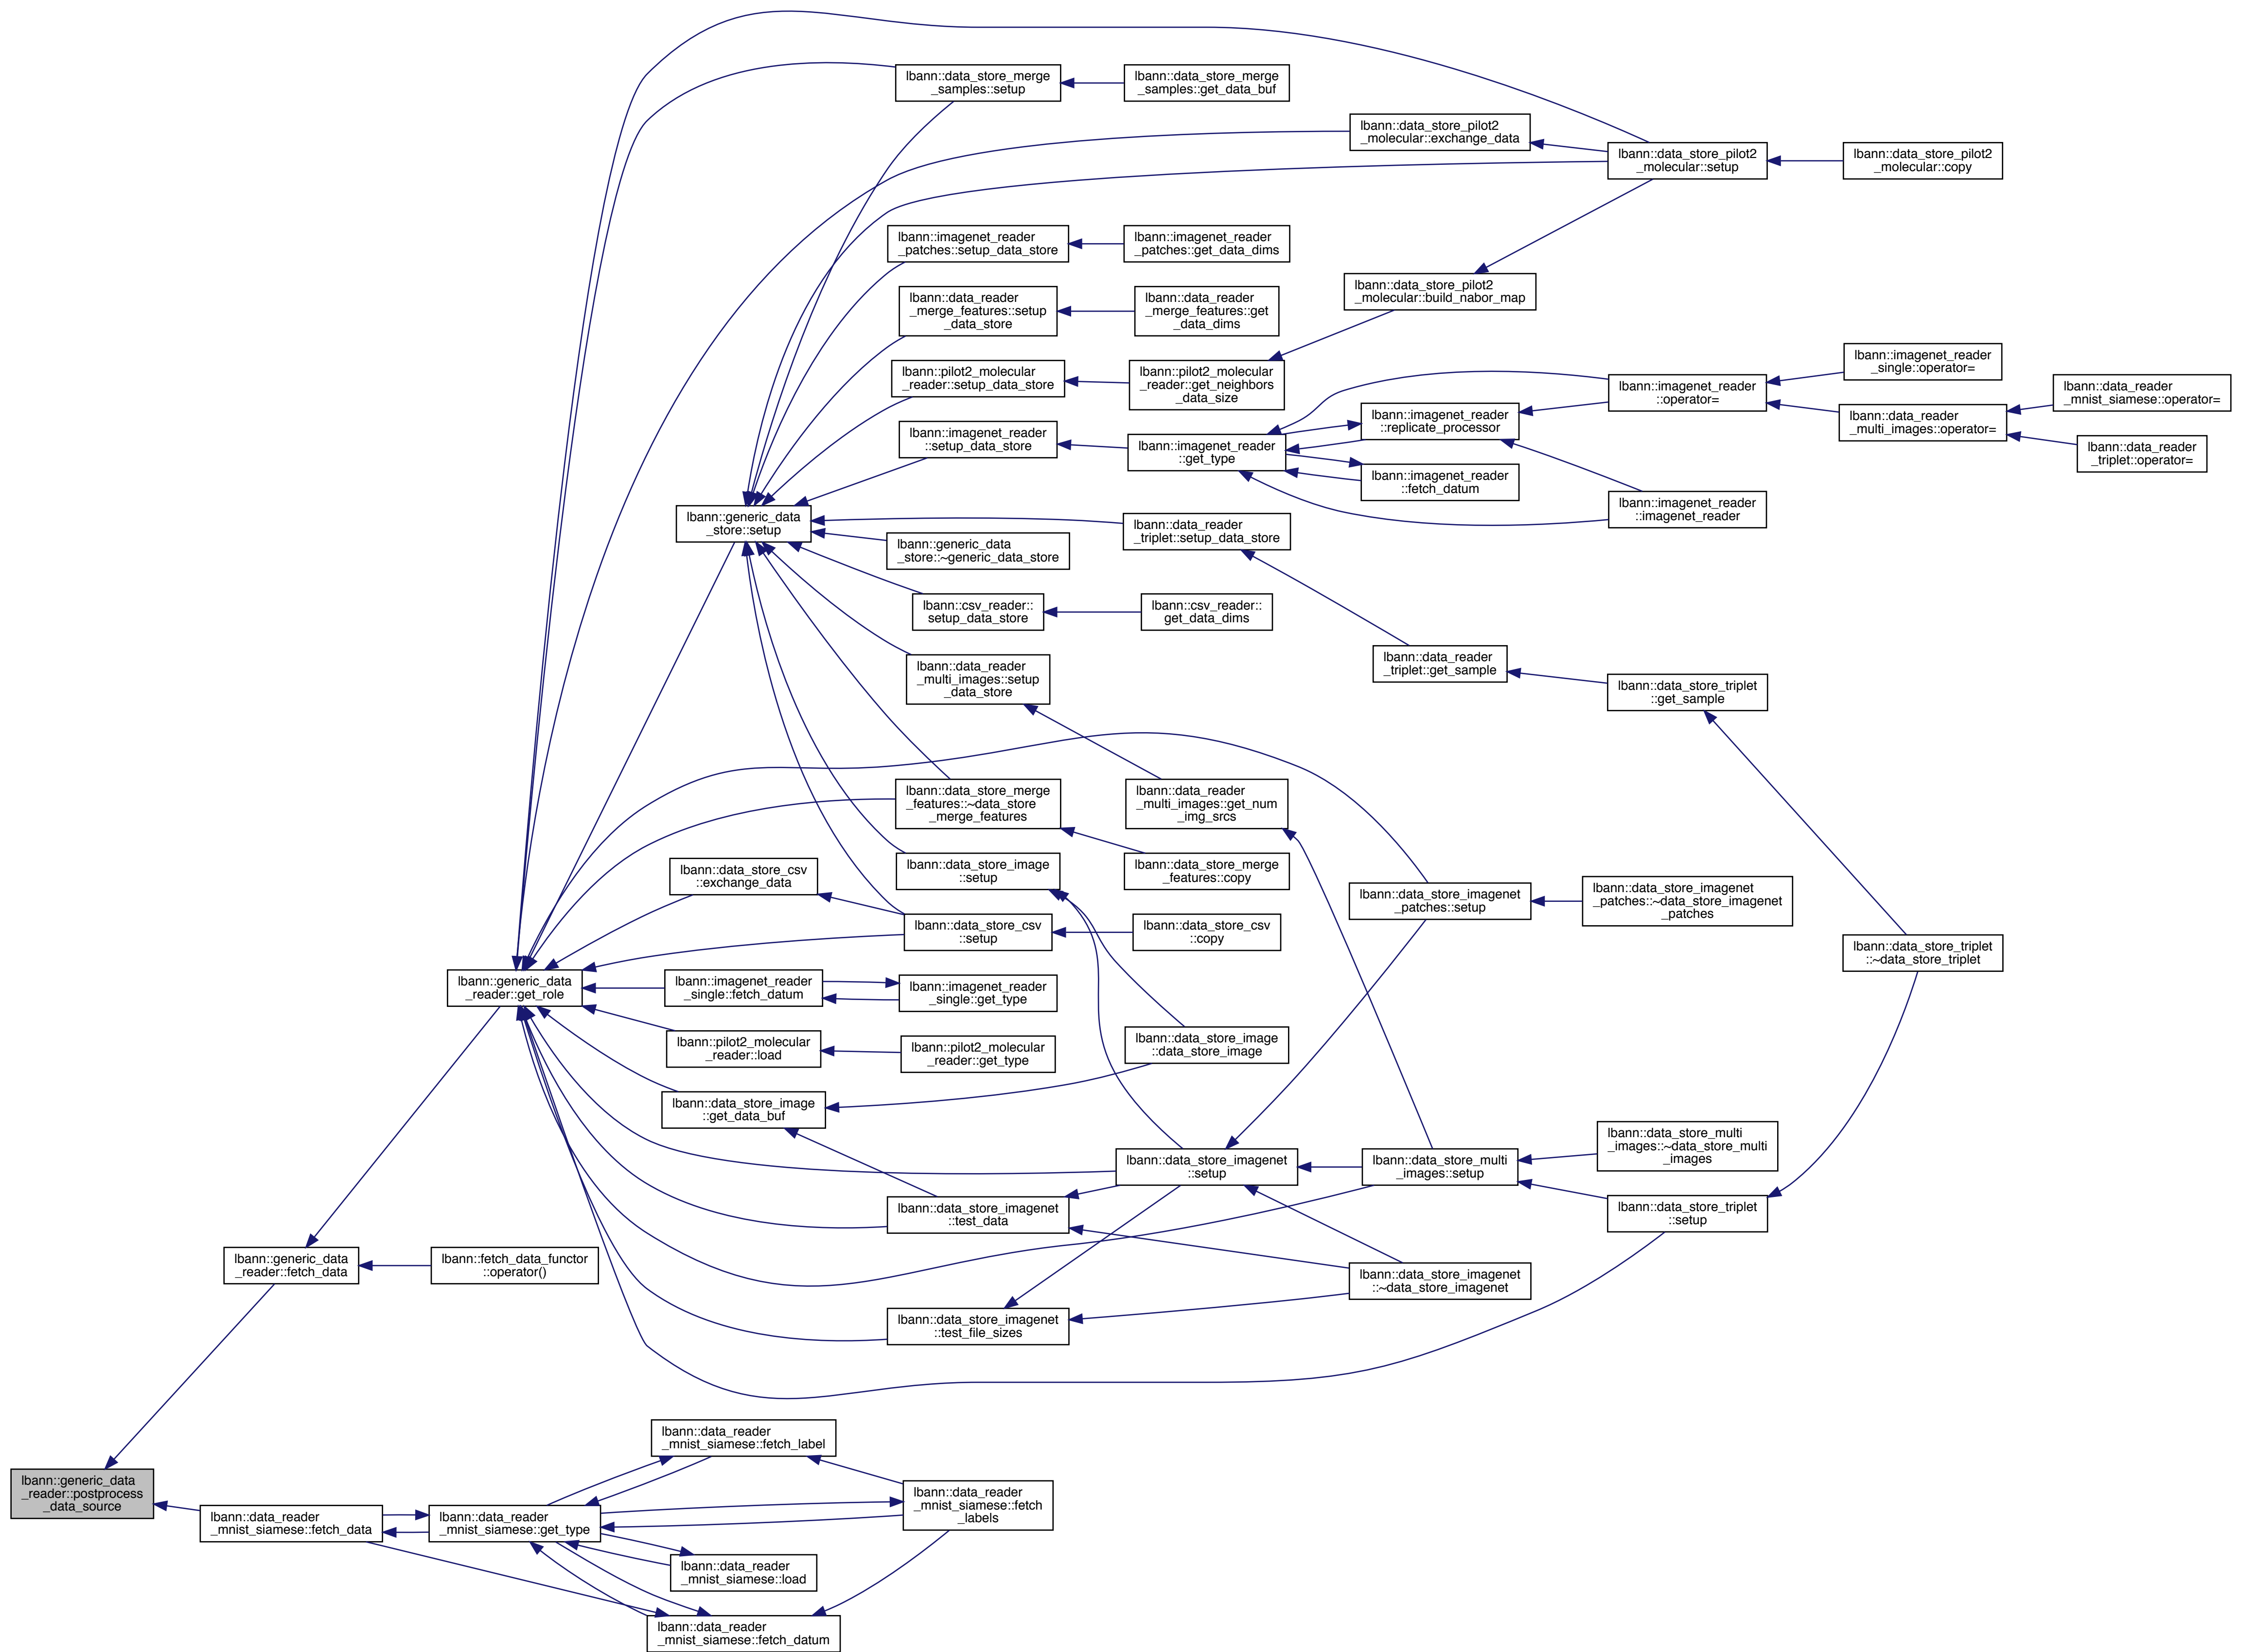 lbann::data_store_merge
_samples::setup
lbann::data_store_merge
_samples::get_data_buf
lbann::data_store_pilot2
_molecular::exchange_data
lbann::data_store_pilot2
_molecular::setup
lbann::data_store_pilot2
_molecular::copy
lbann::imagenet_reader
_patches::setup_data_store
lbann::imagenet_reader
_patches::get_data_dims
lbann::data_store_pilot2
_molecular::build_nabor_map
lbann::data_reader
_merge_features::setup
_data_store
lbann::data_reader
_merge_features::get
_data_dims
lbann::pilot2_molecular
_reader::setup_data_store
lbann::pilot2_molecular
_reader::get_neighbors
_data_size
lbann::imagenet_reader
_single::operator=
lbann::imagenet_reader
::operator=
lbann::data_reader
_mnist_siamese::operator=
lbann::data_reader
_multi_images::operator=
lbann::data_reader
_triplet::operator=
lbann::imagenet_reader
::replicate_processor
lbann::imagenet_reader
::setup_data_store
lbann::imagenet_reader
::get_type
lbann::imagenet_reader
::fetch_datum
lbann::imagenet_reader
::imagenet_reader
lbann::generic_data
_store::setup
lbann::data_reader
_triplet::setup_data_store
lbann::generic_data
_store::~generic_data_store
lbann::csv_reader::
setup_data_store
lbann::csv_reader::
get_data_dims
lbann::data_reader
_multi_images::setup
_data_store
lbann::data_reader
_triplet::get_sample
lbann::data_store_triplet
::get_sample
lbann::data_store_merge
_features::~data_store
_merge_features
lbann::data_reader
_multi_images::get_num
_img_srcs
lbann::data_store_csv
::exchange_data
lbann::data_store_image
::setup
lbann::data_store_merge
_features::copy
lbann::data_store_imagenet
_patches::setup
lbann::data_store_imagenet
_patches::~data_store_imagenet
_patches
lbann::data_store_csv
::setup
lbann::data_store_csv
::copy
lbann::data_store_triplet
::~data_store_triplet
lbann::generic_data
_reader::get_role
lbann::imagenet_reader
_single::fetch_datum
lbann::imagenet_reader
_single::get_type
lbann::pilot2_molecular
_reader::load
lbann::pilot2_molecular
_reader::get_type
lbann::data_store_image
::data_store_image
lbann::data_store_image
::get_data_buf
lbann::data_store_imagenet
::setup
lbann::data_store_multi
_images::setup
lbann::data_store_multi
_images::~data_store_multi
_images
lbann::data_store_imagenet
::test_data
lbann::data_store_triplet
::setup
lbann::generic_data
_reader::fetch_data
lbann::fetch_data_functor
::operator()
lbann::data_store_imagenet
::~data_store_imagenet
lbann::data_store_imagenet
::test_file_sizes
lbann::data_reader
_mnist_siamese::fetch_label
lbann::generic_data
_reader::postprocess
_data_source
lbann::data_reader
_mnist_siamese::fetch_data
lbann::data_reader
_mnist_siamese::get_type
lbann::data_reader
_mnist_siamese::fetch
_labels
lbann::data_reader
_mnist_siamese::load
lbann::data_reader
_mnist_siamese::fetch_datum